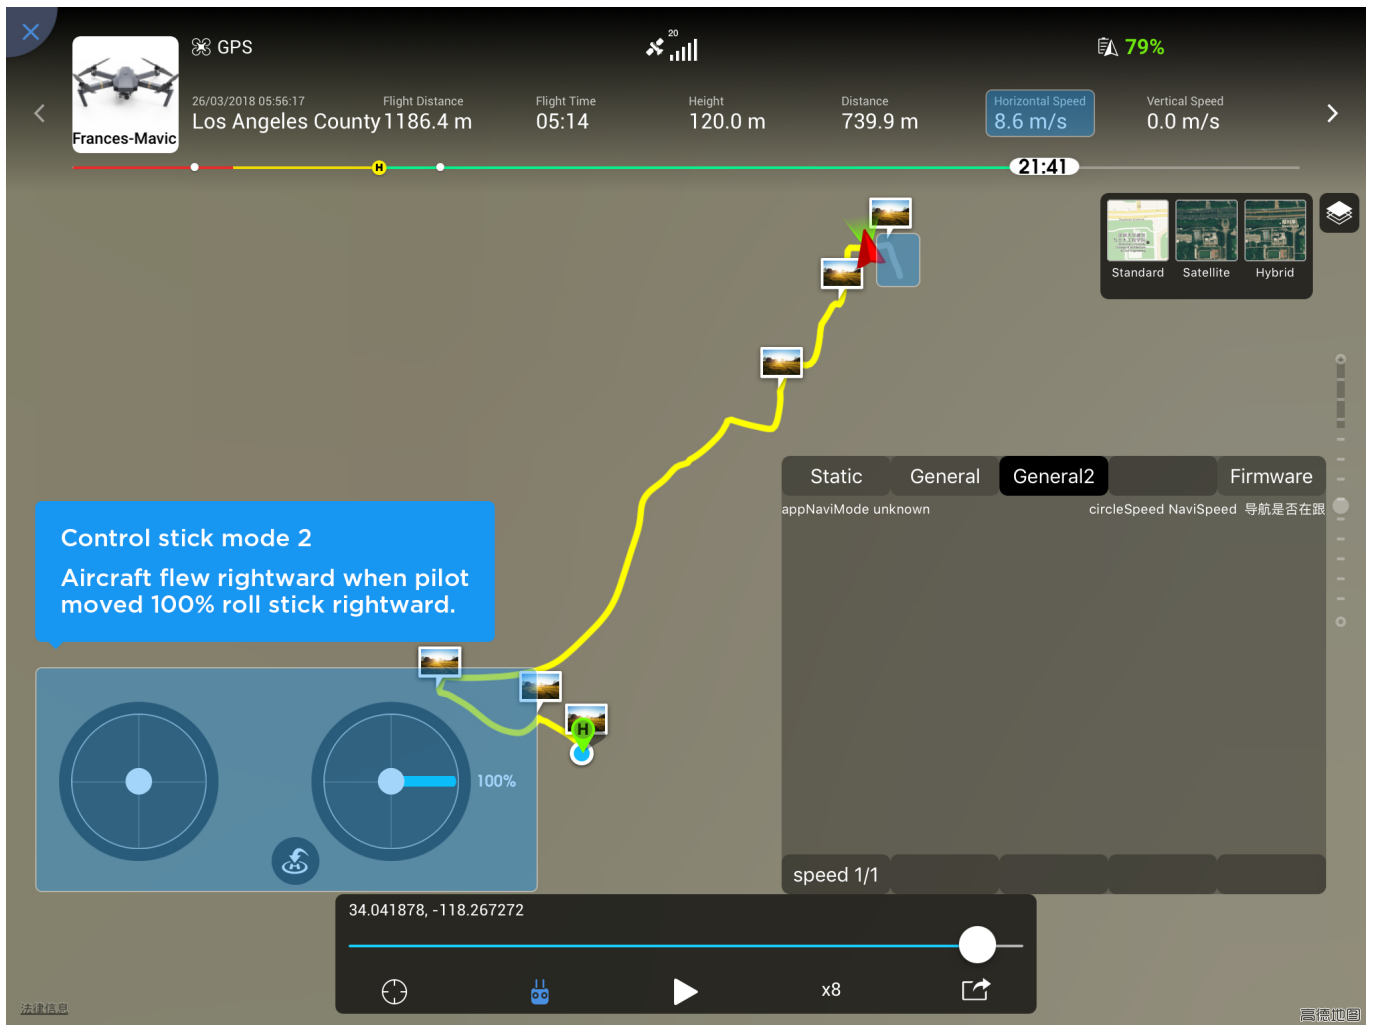 GPS
20
79%
Frances-Mavic
26/03/2018 05:56:17
Los Angeles County
Flight Distance
1186.4 m
Flight Time
05:14
Height
120.0 m
Distance
739.9 m
Horizontal Speed
8.6 m/s
Vertical Speed
0.0 m/s
H
21:41
Standard
Satellite
Hybrid
Static
General
General2
Firmware
appNaviMode unknown
circleSpeed NaviSpeed 导航是否在跟
Control stick mode 2
Aircraft flew rightward when pilot
moved 100% roll stick rightward.
H
100%
H
speed 1/1
34.041878, -118.267272
x8
法律信息
高德地图